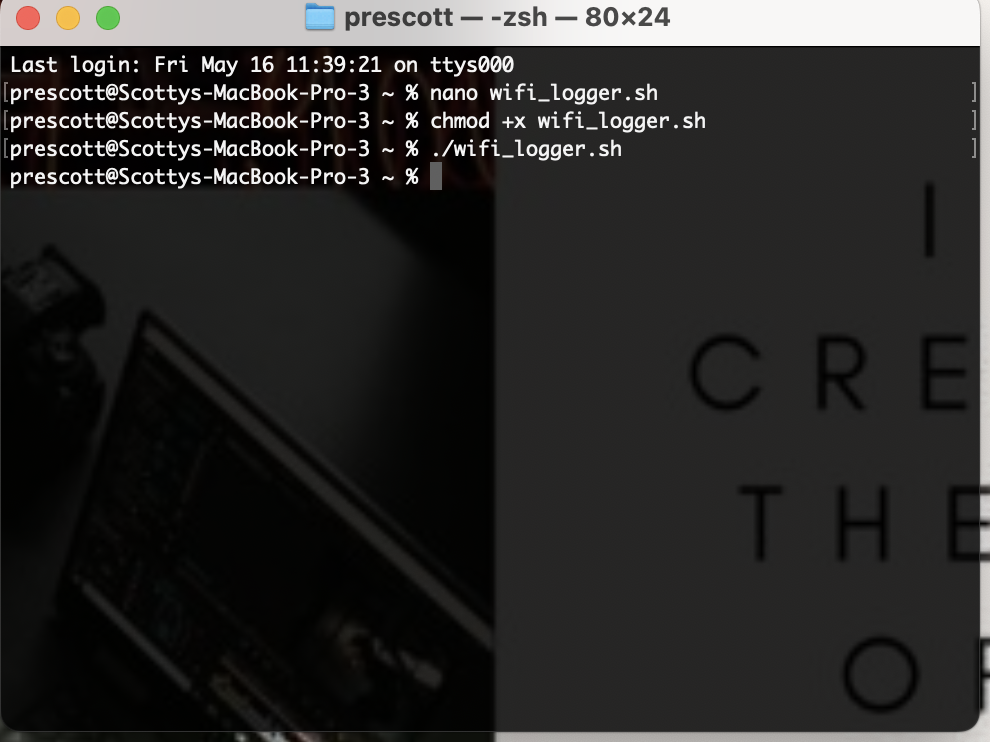 prescott — -zsh — 80×24
Last login: Fri May 16 11:39:21 on ttys000
[prescott@Scottys-MacBook-Pro-3 ~ % nano wifi_logger.sh ]
[prescott@Scottys-MacBook-Pro-3 ~ % chmod +x wifi_logger.sh ]
[prescott@Scottys-MacBook-Pro-3 ~ % ./wifi_logger.sh ]
prescott@Scottys-MacBook-Pro-3 ~ %
I
CRE
THE
O